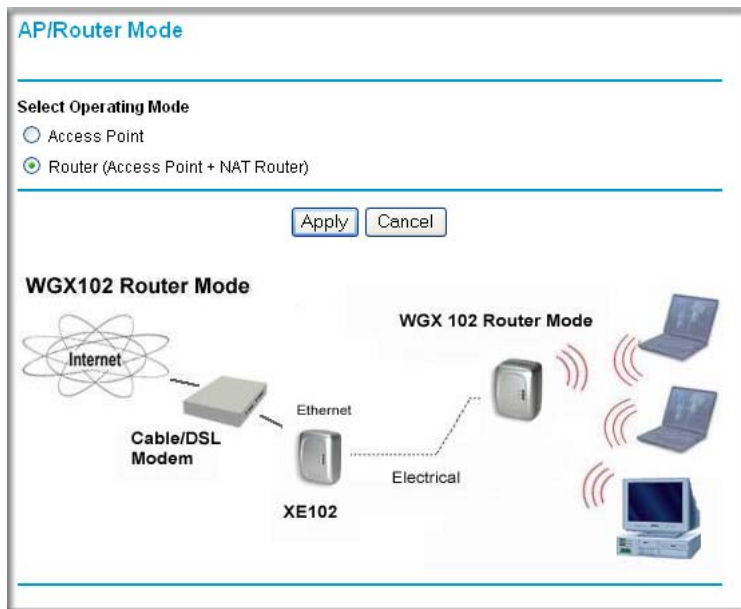 AP/Router Mode
Select Operating Mode
Access Point
Router (Access Point + NAT Router)
Apply
Cancel
WGX102 Router Mode
WGX 102 Router Mode
Internet
Ethernet
Cable/DSL
Modem
Electrical
XE102